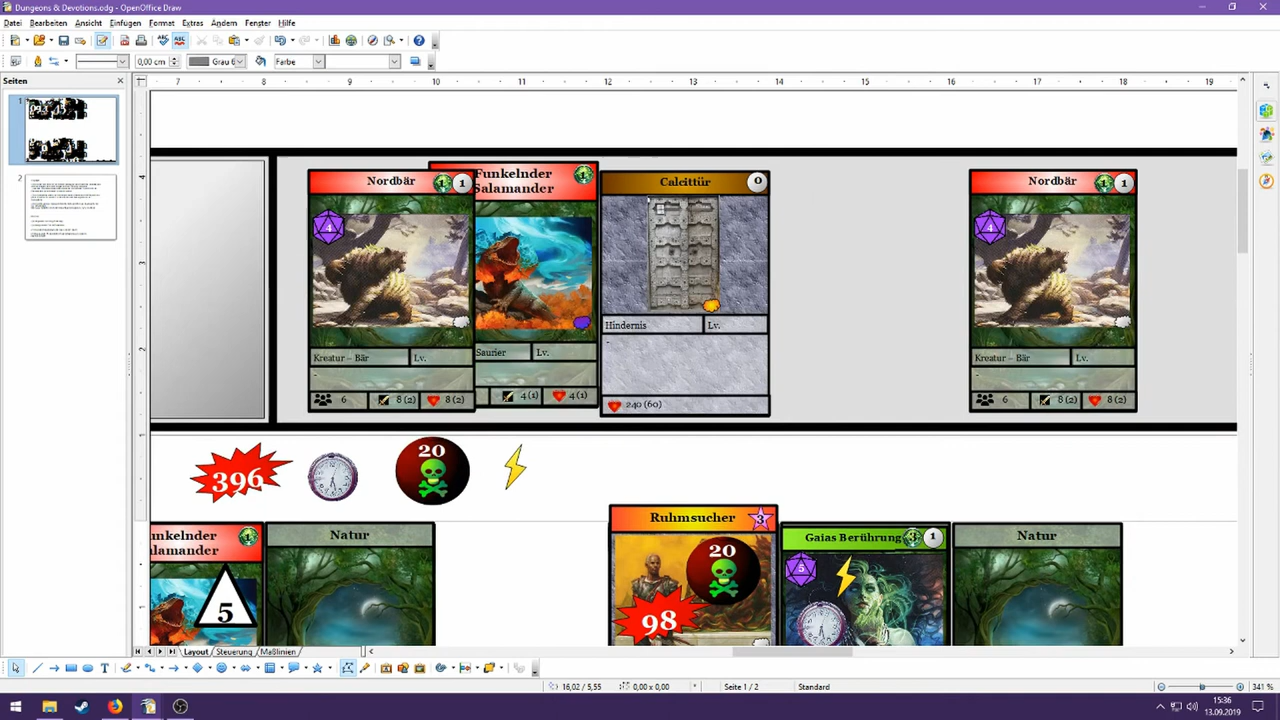 Dungeons & Devotions.odg - OpenOffice Draw
Datei Bearbeiten Ansicht Einfügen Format Extras Ändern Fenster Hilfe
0,00 cm Grau 6 Farbe
Seiten
7 8 9 10 11 12 13 14 15 16 17 18 19
1
2
Nordbär 1
4
Kreatur – Bär Lv.
-
6 8 (2) 8 (2)
Funkelnder
Salamander
Saurier Lv.
4 (1) 4 (1)
Calcittür 0
Hindernis Lv.
-
240 (60)
Nordbär 1
4
Kreatur – Bär Lv.
-
6 8 (2) 8 (2)
396
20
nkelnder
lamander
5
Natur
Ruhmsucher 3
20
98
Gaias Berührung 3 1
5
Natur
Layout Steuerung Maßlinien
16,02 / 5,55 0,00 x 0,00 * Seite 1 / 2 Standard 341 %
15:36
13.09.2019